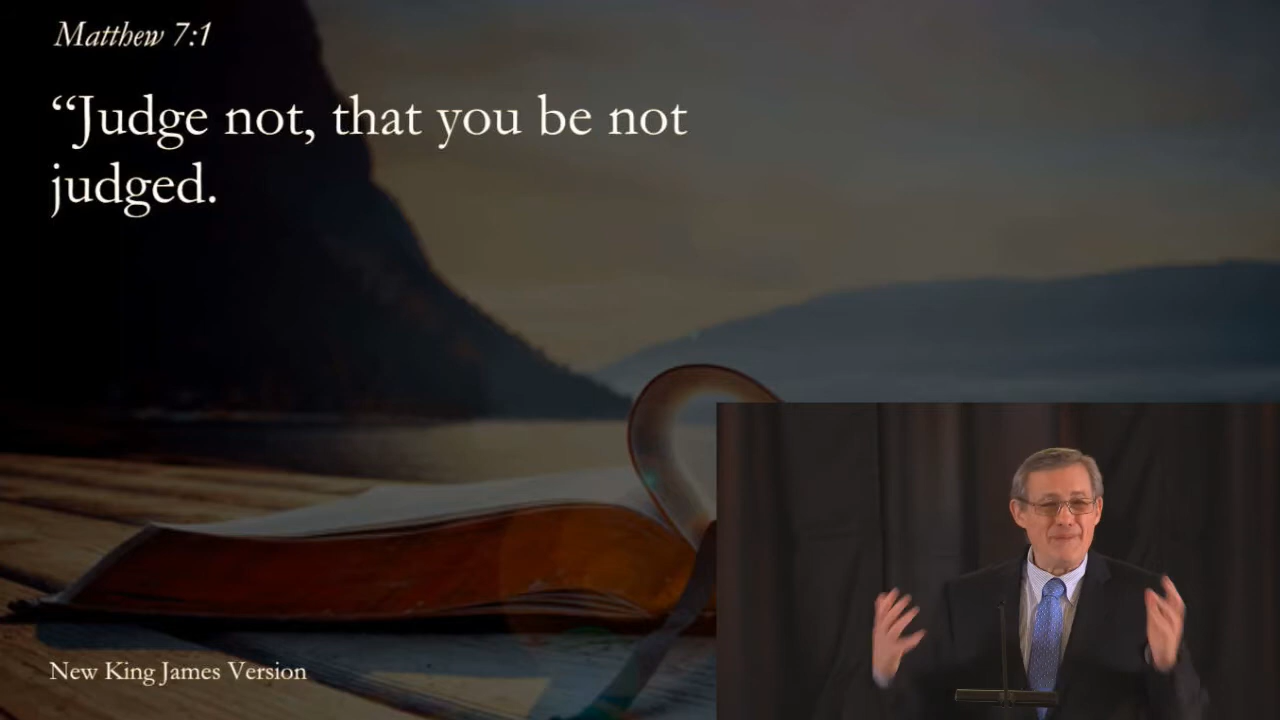 Matthew 7:1
“Judge not, that you be not
judged.
New King James Version